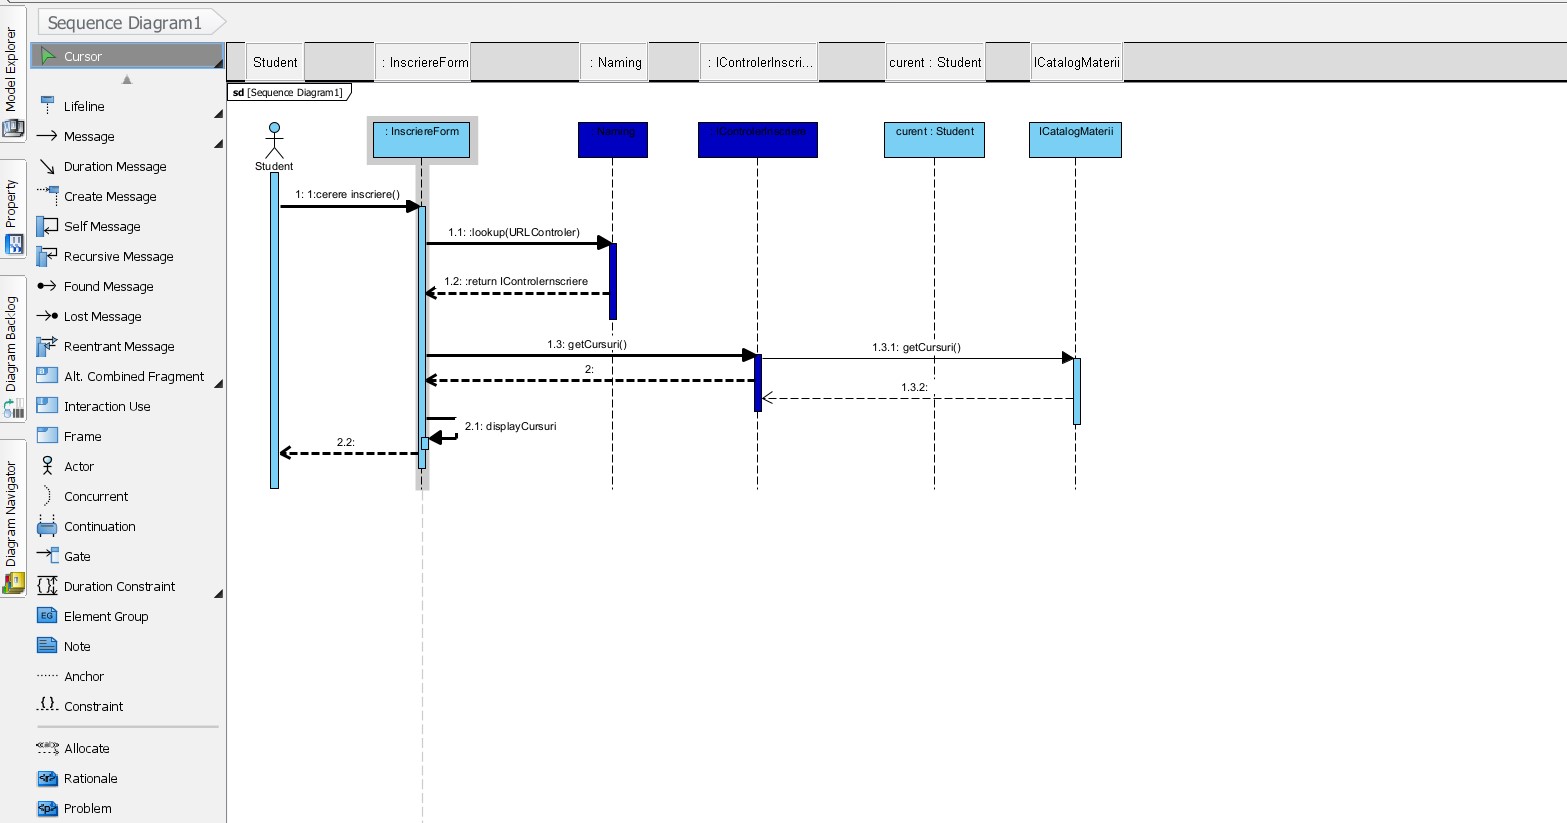 Sequence Diagram1
Model Explorer
Property
Diagram Backlog
Diagram Navigator
Cursor
Lifeline
Message
Duration Message
Create Message
Self Message
Recursive Message
Found Message
Lost Message
Reentrant Message
Alt. Combined Fragment
Interaction Use
Frame
Actor
Concurrent
Continuation
Gate
Duration Constraint
EG Element Group
Note
Anchor
Constraint
Allocate
Rationale
Problem
Student
: InscriereForm
: Naming
: IControlerInscri...
curent : Student
ICatalogMaterii
sd [Sequence Diagram1]
Student
: InscriereForm
Naming
IControlerInscriere
curent : Student
ICatalogMaterii
1: 1:cerere inscriere()
1.1: :lookup(URLControler)
1.2: :return IControlernscriere
1.3: getCursuri()
1.3.1: getCursuri()
2:
1.3.2:
2.1: displayCursuri
2.2: